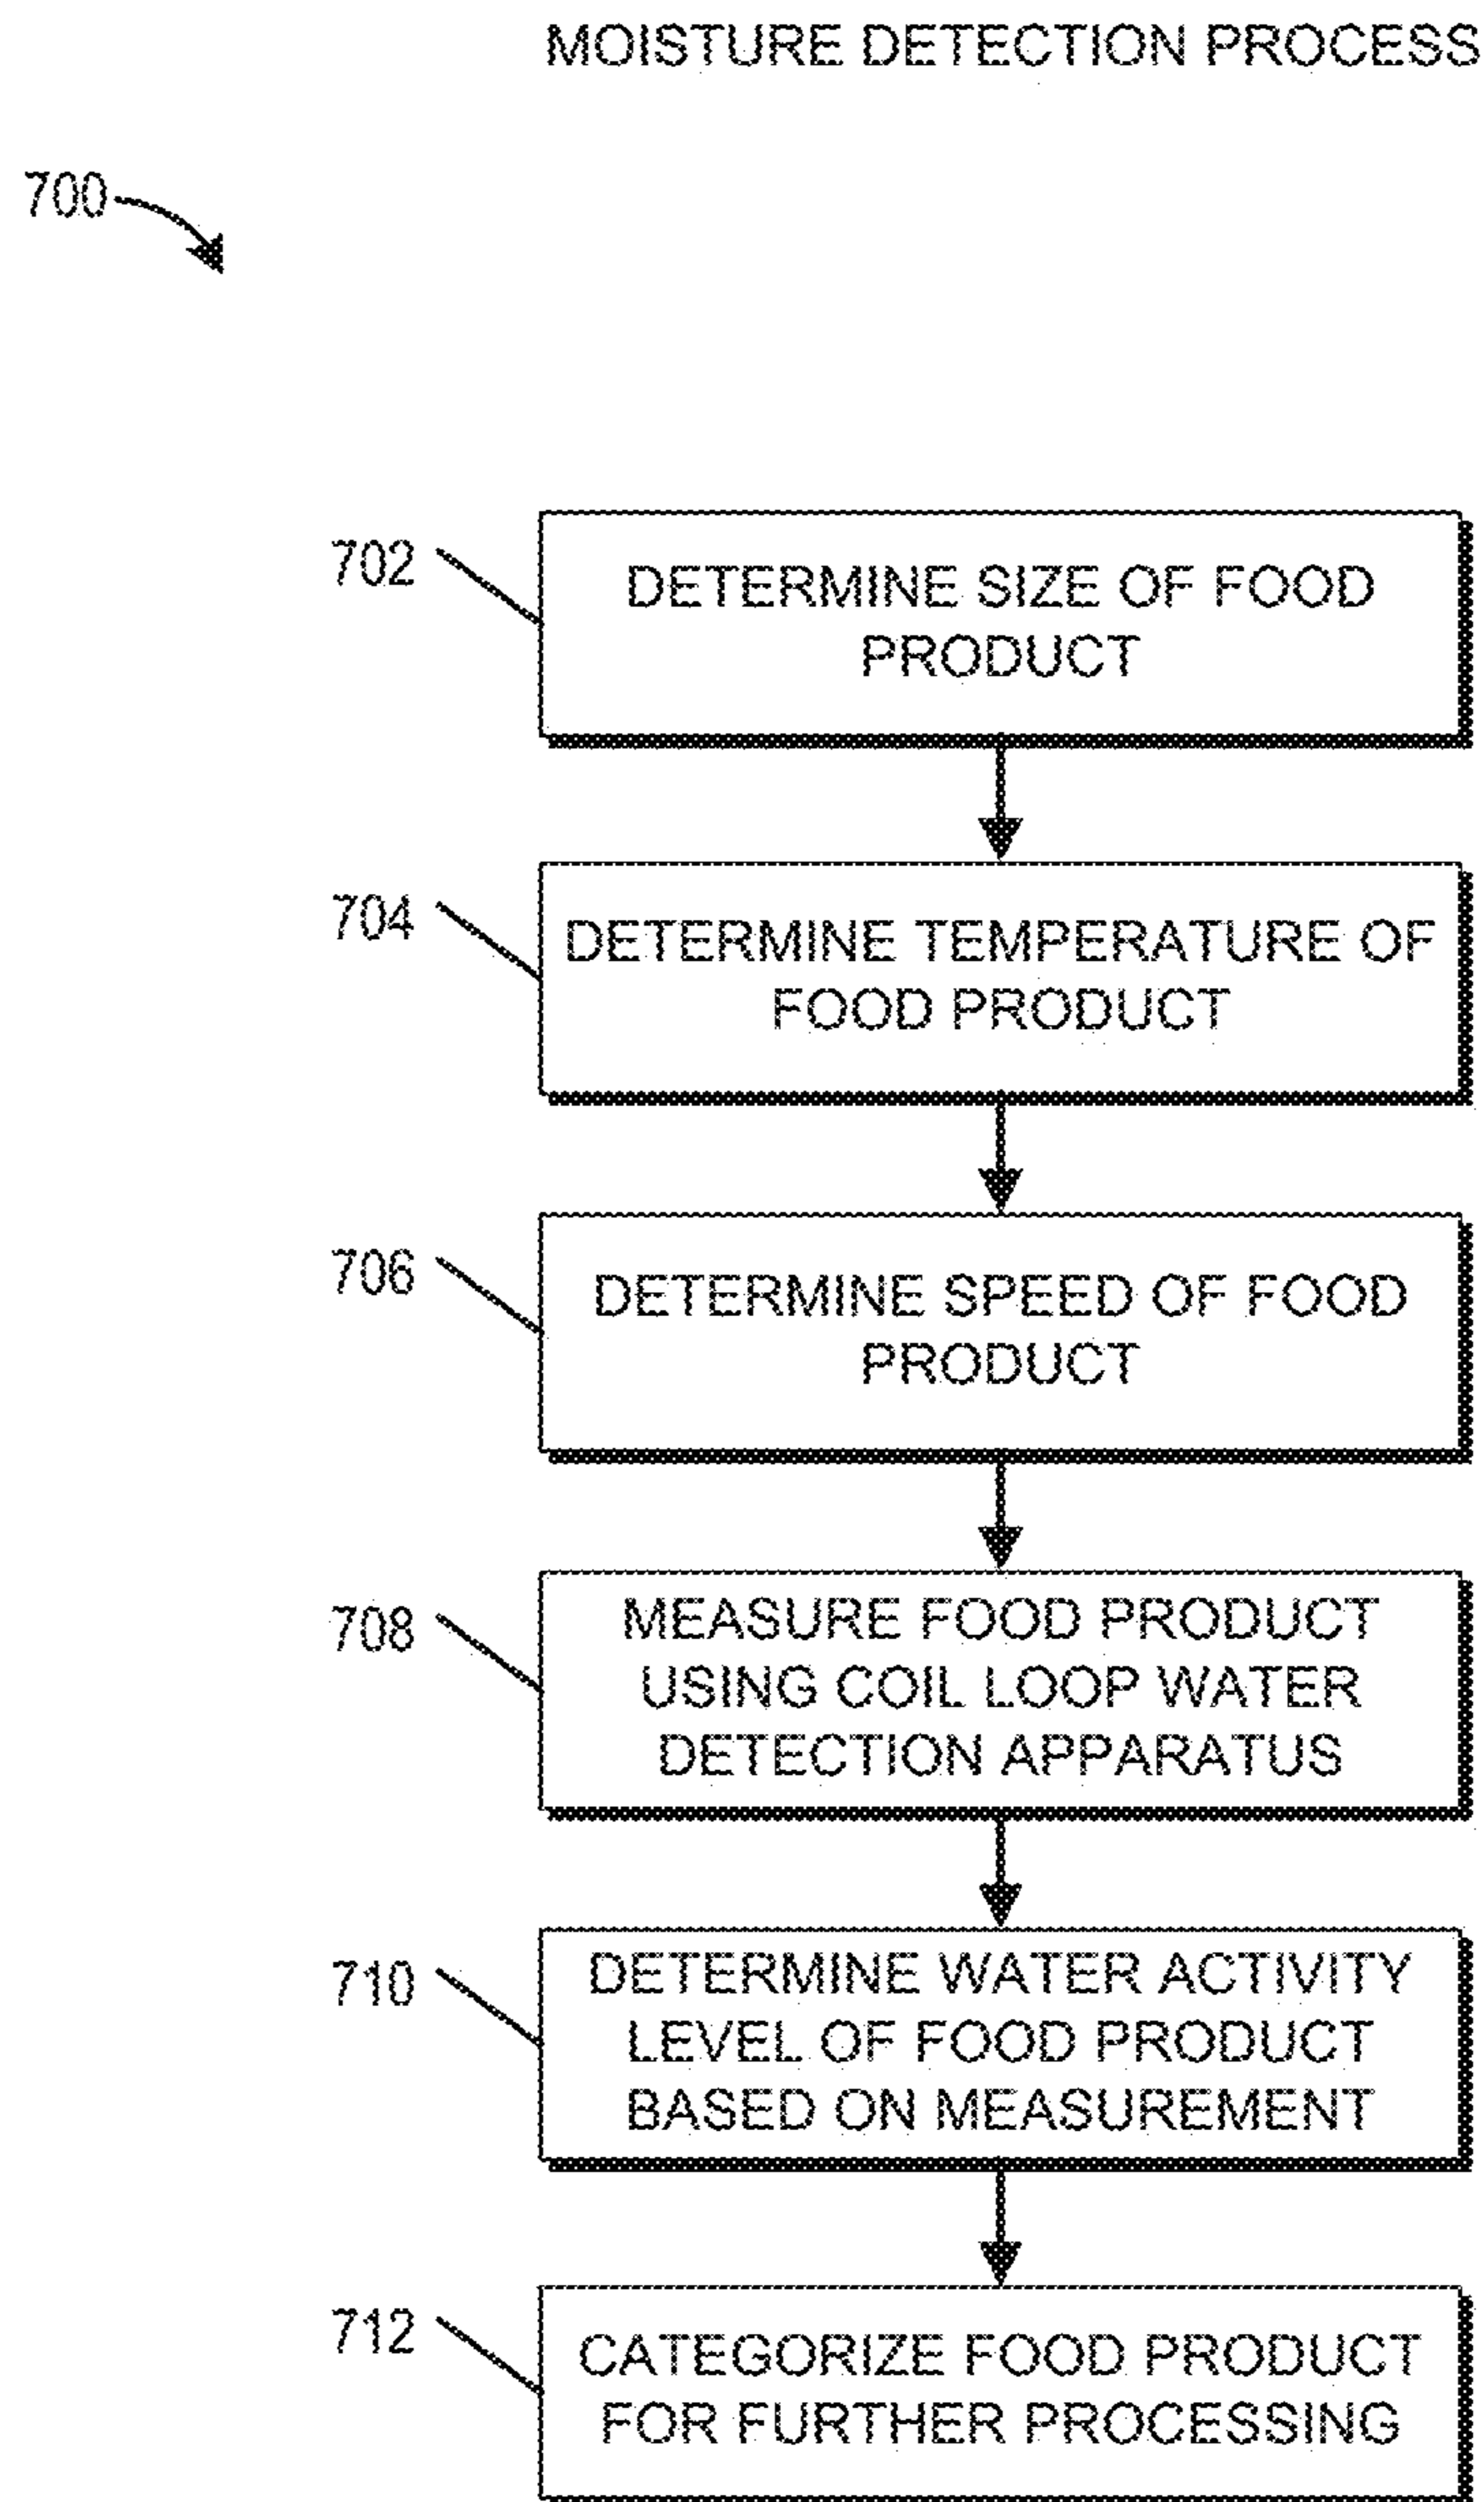 MOISTURE DETECTION PROCESS
700
702
DETERMINE SIZE OF FOOD
PRODUCT
704
DETERMINE TEMPERATURE OF
FOOD PRODUCT
706
DETERMINE SPEED OF FOOD
PRODUCT
708
MEASURE FOOD PRODUCT
USING COIL LOOP WATER
DETECTION APPARATUS
710
DETERMINE WATER ACTIVITY
LEVEL OF FOOD PRODUCT
BASED ON MEASUREMENT
712
CATEGORIZE FOOD PRODUCT
FOR FURTHER PROCESSING